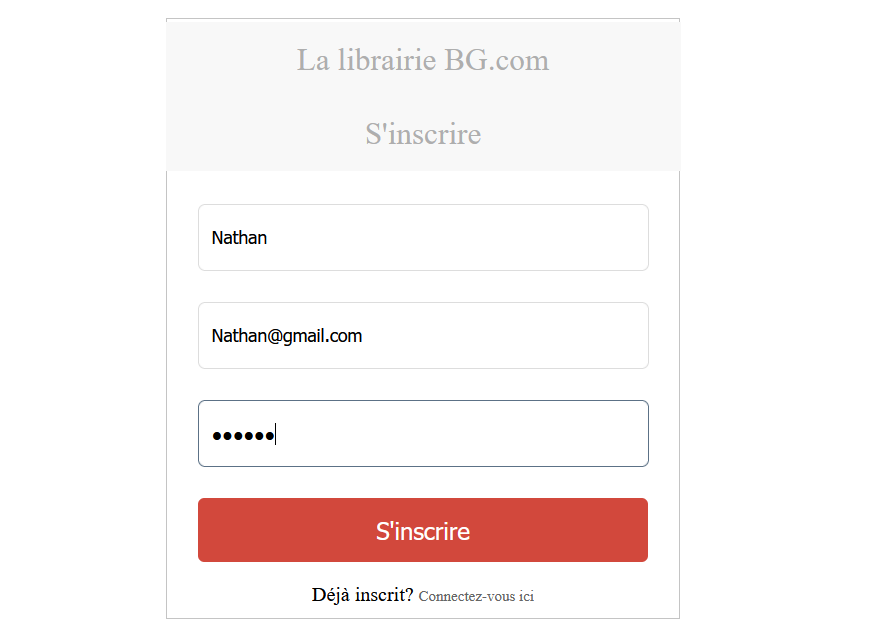 La librairie BG.com
S'inscrire
Nathan
Nathan@gmail.com
••••••
S'inscrire
Déjà inscrit? Connectez-vous ici